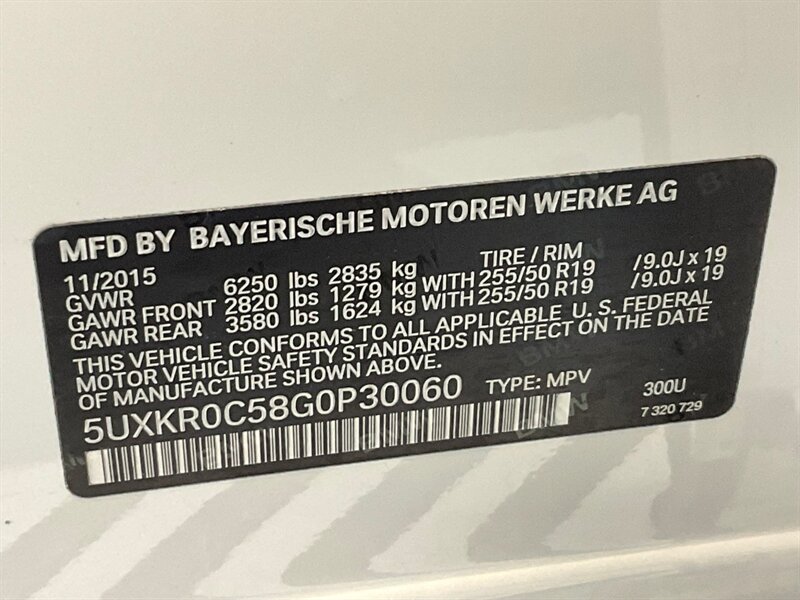 MFD BY BAYERISCHE MOTOREN WERKE AG
11/2015 TIRE / RIM
GVWR 6250 lbs 2835 kg
GAWR FRONT 2820 lbs 1279 kg WITH 255/50 R19 /9.0J x 19
GAWR REAR 3580 lbs 1624 kg WITH 255/50 R19 /9.0J x 19
THIS VEHICLE CONFORMS TO ALL APPLICABLE U. S. FEDERAL
MOTOR VEHICLE SAFETY STANDARDS IN EFFECT ON THE DATE
OF MANUFACTURE
5UXKR0C58G0P30060 TYPE: MPV 300U
7 320 729